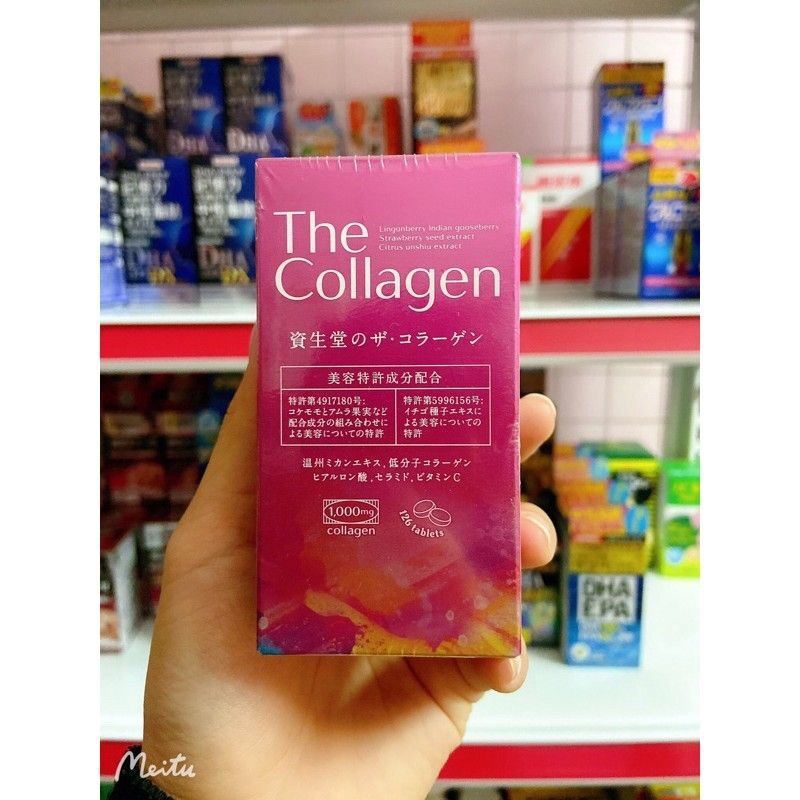 The
Collagen
Lingonberry Indian gooseberry
Strawberry seed extract
Citrus unshiu extract
資生堂のザ・コラーゲン
美容特許成分配合
特許第4917180号:
コケモモとアムラ果実など
配合成分の組み合わせに
よる美容についての特許
特許第5996156号:
イチゴ種子エキスに
よる美容についての
特許
温州ミカンエキス、低分子コラーゲン
ヒアルロン酸、セラミド、ビタミンC
1,000mg
collagen
126 tablets
DHA
DHA
DHA
EPA
DHA
EPA
Meitu